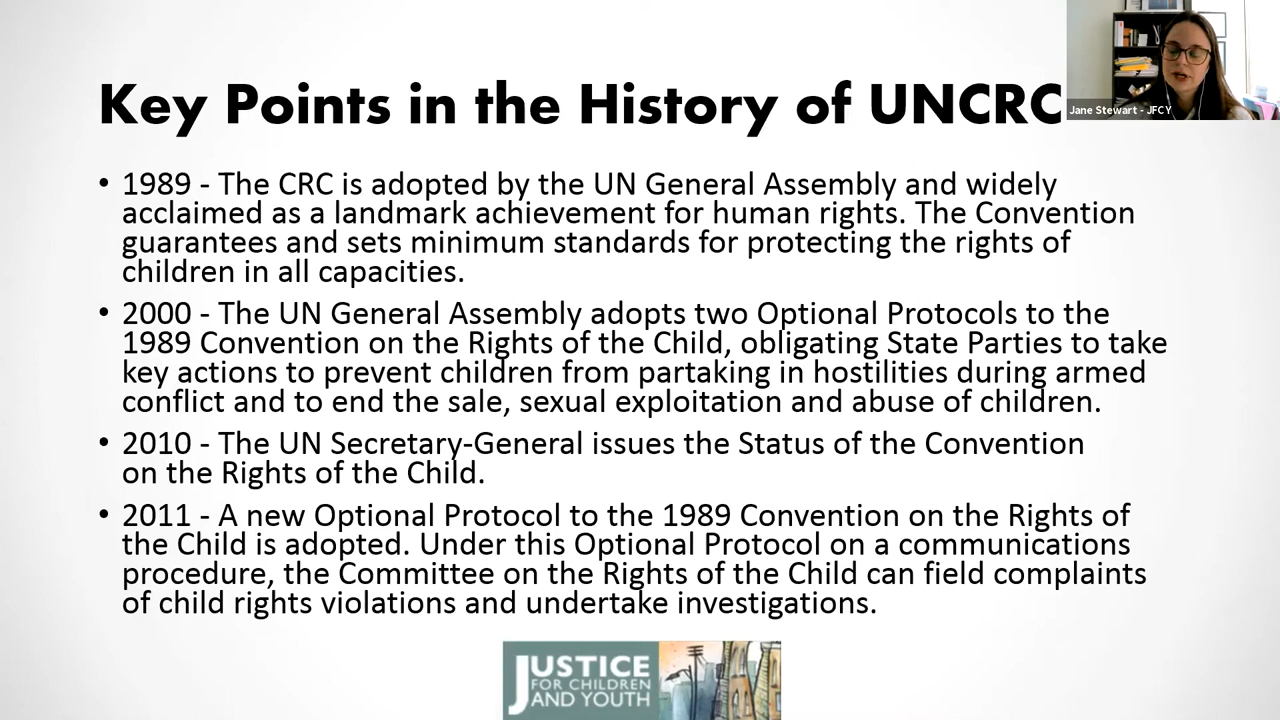 Key Points in the History of UNCRC
Jane Stewart - JFCY
• 1989 - The CRC is adopted by the UN General Assembly and widely
acclaimed as a landmark achievement for human rights. The Convention
guarantees and sets minimum standards for protecting the rights of
children in all capacities.
• 2000 - The UN General Assembly adopts two Optional Protocols to the
1989 Convention on the Rights of the Child, obligating State Parties to take
key actions to prevent children from partaking in hostilities during armed
conflict and to end the sale, sexual exploitation and abuse of children.
• 2010 - The UN Secretary-General issues the Status of the Convention
on the Rights of the Child.
• 2011 - A new Optional Protocol to the 1989 Convention on the Rights of
the Child is adopted. Under this Optional Protocol on a communications
procedure, the Committee on the Rights of the Child can field complaints
of child rights violations and undertake investigations.
JUSTICE
FOR CHILDREN
AND YOUTH